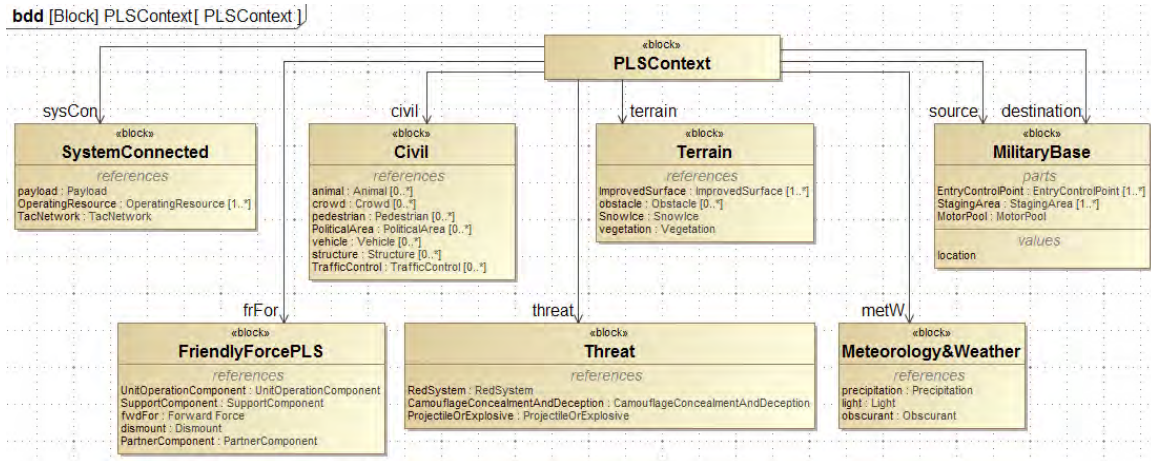 bdd [Block] PLSContext[ PLSContext ]
«block»
PLSContext
sysCon
civil
terrain
source
destination
«block»
SystemConnected
references
payload : Payload
OperatingResource : OperatingResource [1..*]
TacNetwork : TacNetwork
«block»
Civil
references
animal : Animal [0..*]
crowd : Crowd [0..*]
pedestrian : Pedestrian [0..*]
PoliticalArea : PoliticalArea [0..*]
vehicle : Vehicle [0..*]
structure : Structure [0..*]
TrafficControl : TrafficControl [0..*]
«block»
Terrain
references
ImprovedSurface : ImprovedSurface [1..*]
obstacle : Obstacle [0..*]
SnowIce : SnowIce
vegetation : Vegetation
«block»
MilitaryBase
parts
EntryControlPoint : EntryControlPoint [1..*]
StagingArea : StagingArea [1..*]
MotorPool : MotorPool
values
location
frFor
threat
metW
«block»
FriendlyForcePLS
references
UnitOperationComponent : UnitOperationComponent
SupportComponent : SupportComponent
fwdFor : Forward Force
dismount : Dismount
PartnerComponent : PartnerComponent
«block»
Threat
references
RedSystem : RedSystem
CamouflageConcealmentAndDeception : CamouflageConcealmentAndDeception
ProjectileOrExplosive : ProjectileOrExplosive
«block»
Meteorology&Weather
references
precipitation : Precipitation
light : Light
obscurant : Obscurant